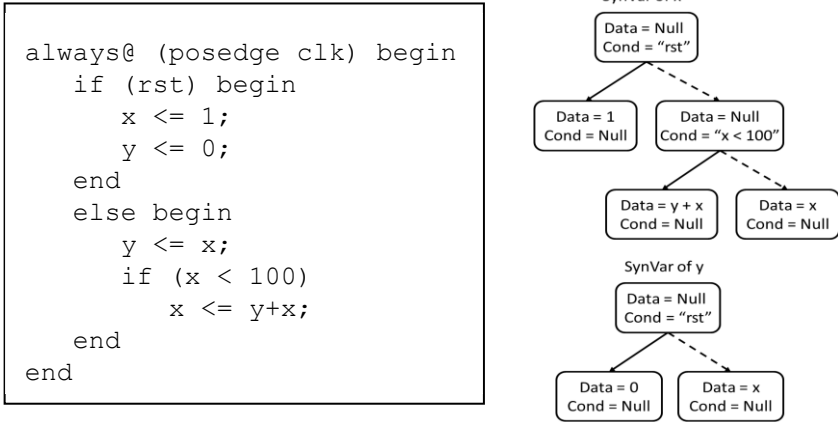 always@ (posedge clk) begin
if (rst) begin
x <= 1;
y <= 0;
end
else begin
y <= x;
if (x < 100)
x <= y+x;
end
end
Data = Null
Cond = “rst”
Data = 1
Cond = Null
Data = Null
Cond = “x < 100”
Data = y + x
Cond = Null
Data = x
Cond = Null
SynVar of y
Data = Null
Cond = “rst”
Data = 0
Cond = Null
Data = x
Cond = Null